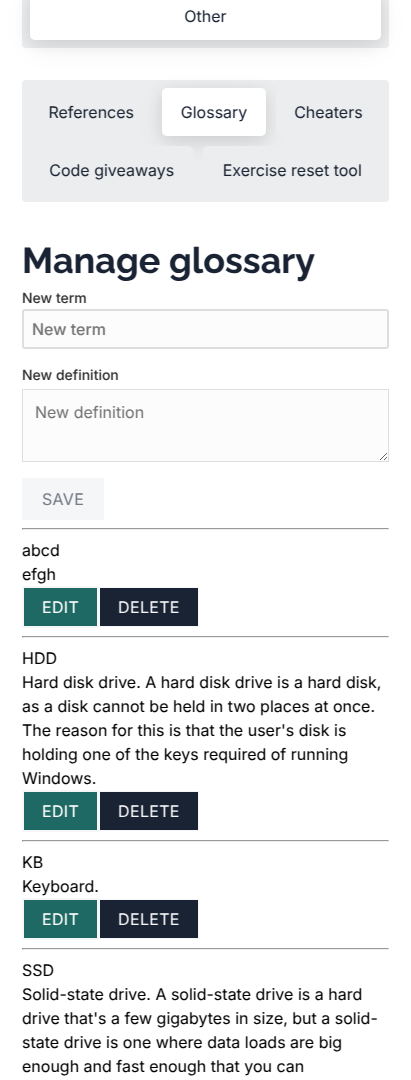 Other
References
Glossary
Cheaters
Code giveaways
Exercise reset tool
Manage glossary
New term
New term
New definition
New definition
SAVE
abcd
efgh
EDIT
DELETE
HDD
Hard disk drive. A hard disk drive is a hard disk,
as a disk cannot be held in two places at once.
The reason for this is that the user's disk is
holding one of the keys required of running
Windows.
EDIT
DELETE
KB
Keyboard.
EDIT
DELETE
SSD
Solid-state drive. A solid-state drive is a hard
drive that's a few gigabytes in size, but a solid-
state drive is one where data loads are big
enough and fast enough that you can